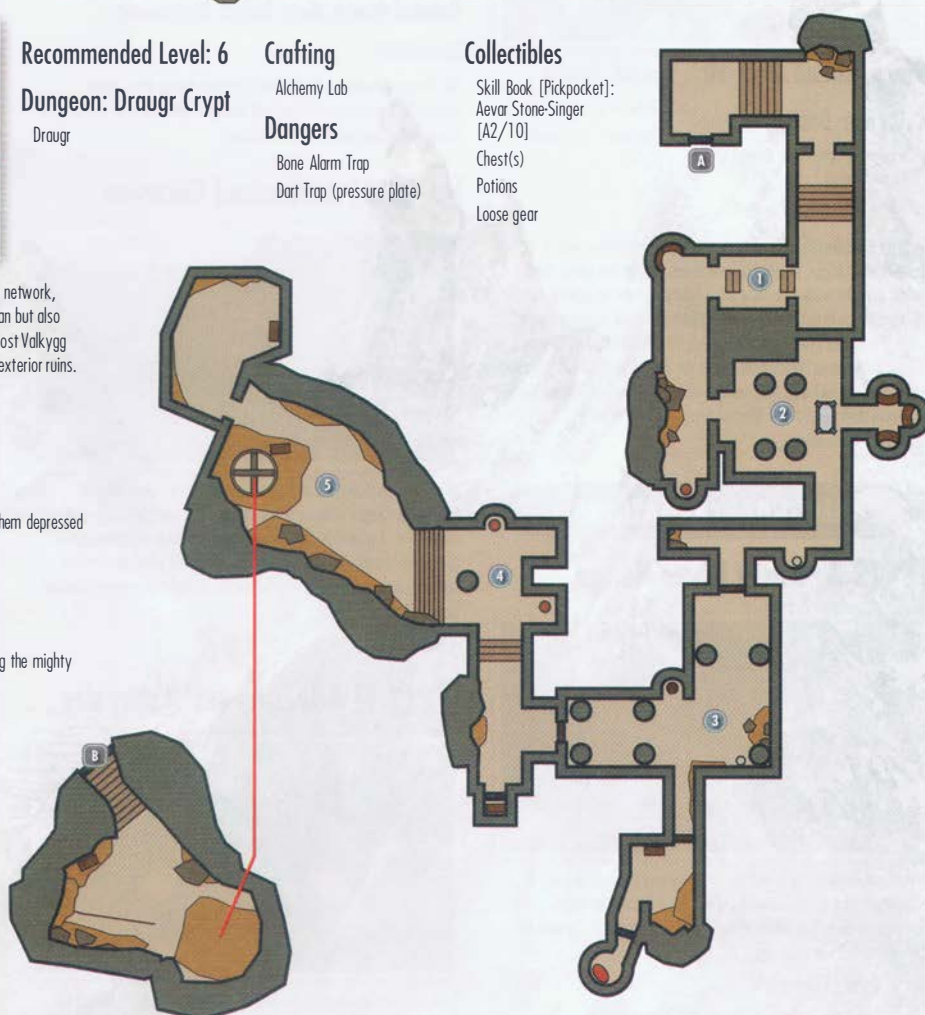 Recommended Level: 6
Dungeon: Draugr Crypt
Draugr
Crafting
Alchemy Lab
Dangers
Bone Alarm Trap
Dart Trap (pressure plate)
Collectibles
Skill Book [Pickpocket]:
Aevar Stone-Singer
[A2/10]
Chest(s)
Potions
Loose gear
network,
an but also
ost Valkygg
exterior ruins.
hem depressed
g the mighty
A
1
2
3
4
5
B